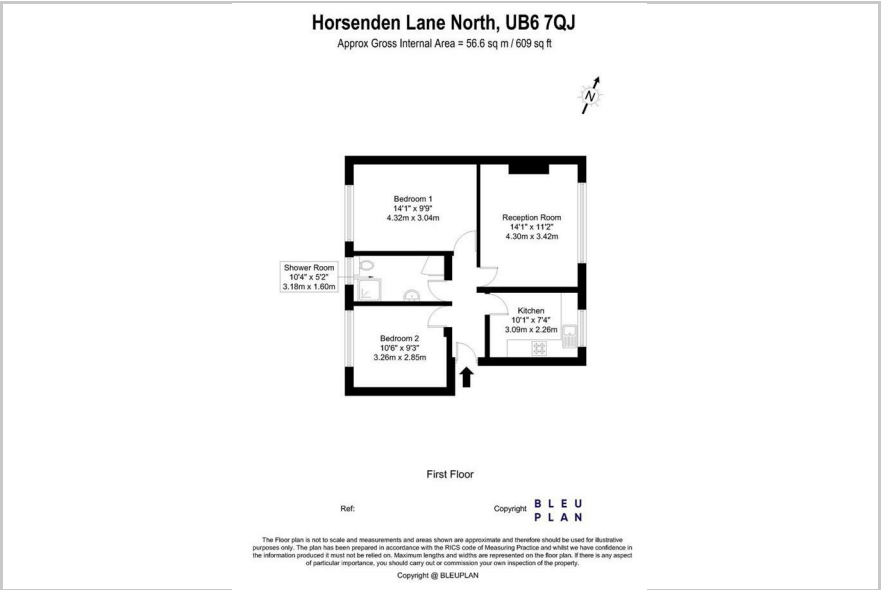 Horsenden Lane North, UB6 7QJ
Approx Gross Internal Area = 56.6 sq m / 609 sq ft
N
Bedroom 1
14'1" x 9'9"
4.32m x 3.04m
Reception Room
14'1" x 11'2"
4.30m x 3.42m
Shower Room
10'4" x 5'2"
3.18m x 1.60m
Kitchen
10'1" x 7'4"
3.09m x 2.26m
Bedroom 2
10'6" x 9'3"
3.26m x 2.85m
First Floor
Ref:
Copyright
BLEU
PLAN
The Floor plan is not to scale and measurements and areas shown are approximate and therefore should be used for illustrative
purposes only. The plan has been prepared in accordance with the RICS code of Measuring Practice and whilst we have confidence in
the information produced it must not be relied on. Maximum lengths and widths are represented on the floor plan. If there is any aspect
of particular importance, you should carry out or commission your own inspection of the property.
Copyright @ BLEUPLAN